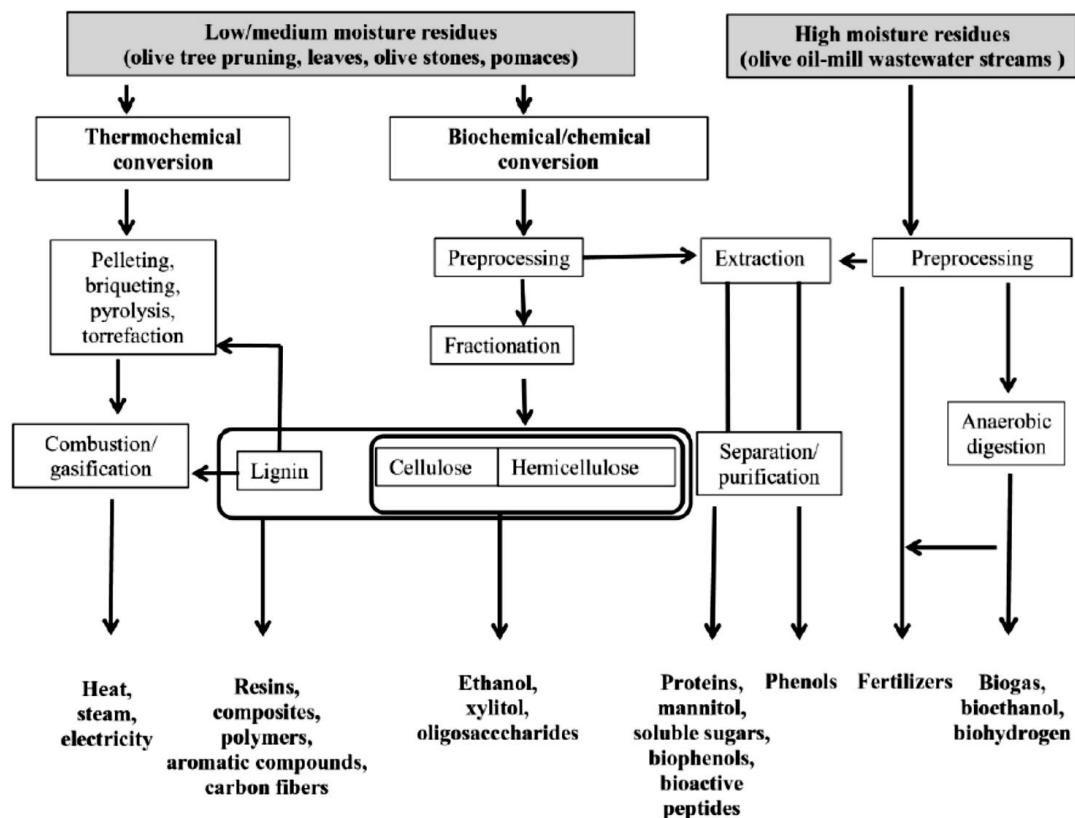 Low/medium moisture residues
(olive tree pruning, leaves, olive stones, pomaces)
High moisture residues
(olive oil-mill wastewater streams )
Thermochemical
conversion
Biochemical/chemical
conversion
Pelleting,
briqueting,
pyrolysis,
torrefaction
Preprocessing
Extraction
Preprocessing
Fractionation
Combustion/
gasification
Lignin
Cellulose
Hemicellulose
Separation/
purification
Anaerobic
digestion
Heat,
steam,
electricity
Resins,
composites,
polymers,
aromatic compounds,
carbon fibers
Ethanol,
xylitol,
oligosacccharides
Proteins,
mannitol,
soluble sugars,
biophenols,
bioactive
peptides
Phenols
Fertilizers
Biogas,
bioethanol,
biohydrogen